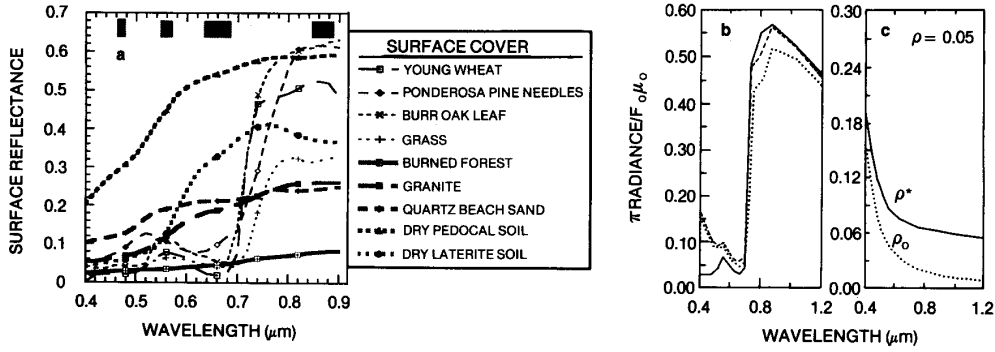 a
SURFACE REFLECTANCE
0.7
0.6
0.5
0.4
0.3
0.2
0.1
0
0.4 0.5 0.6 0.7 0.8 0.9
WAVELENGTH (μm)
SURFACE COVER
YOUNG WHEAT
PONDEROSA PINE NEEDLES
BURR OAK LEAF
GRASS
BURNED FOREST
GRANITE
QUARTZ BEACH SAND
DRY PEDOCAL SOIL
DRY LATERITE SOIL
b
πRADIANCE/F₀μ₀
0.60
0.50
0.40
0.30
0.20
0.10
0.00
0.4 0.8 1.2
WAVELENGTH (μm)
c
ρ = 0.05
0.30
0.26
0.18
0.12
0.06
0.00
ρ*
ρ₀
0.4 0.8 1.2